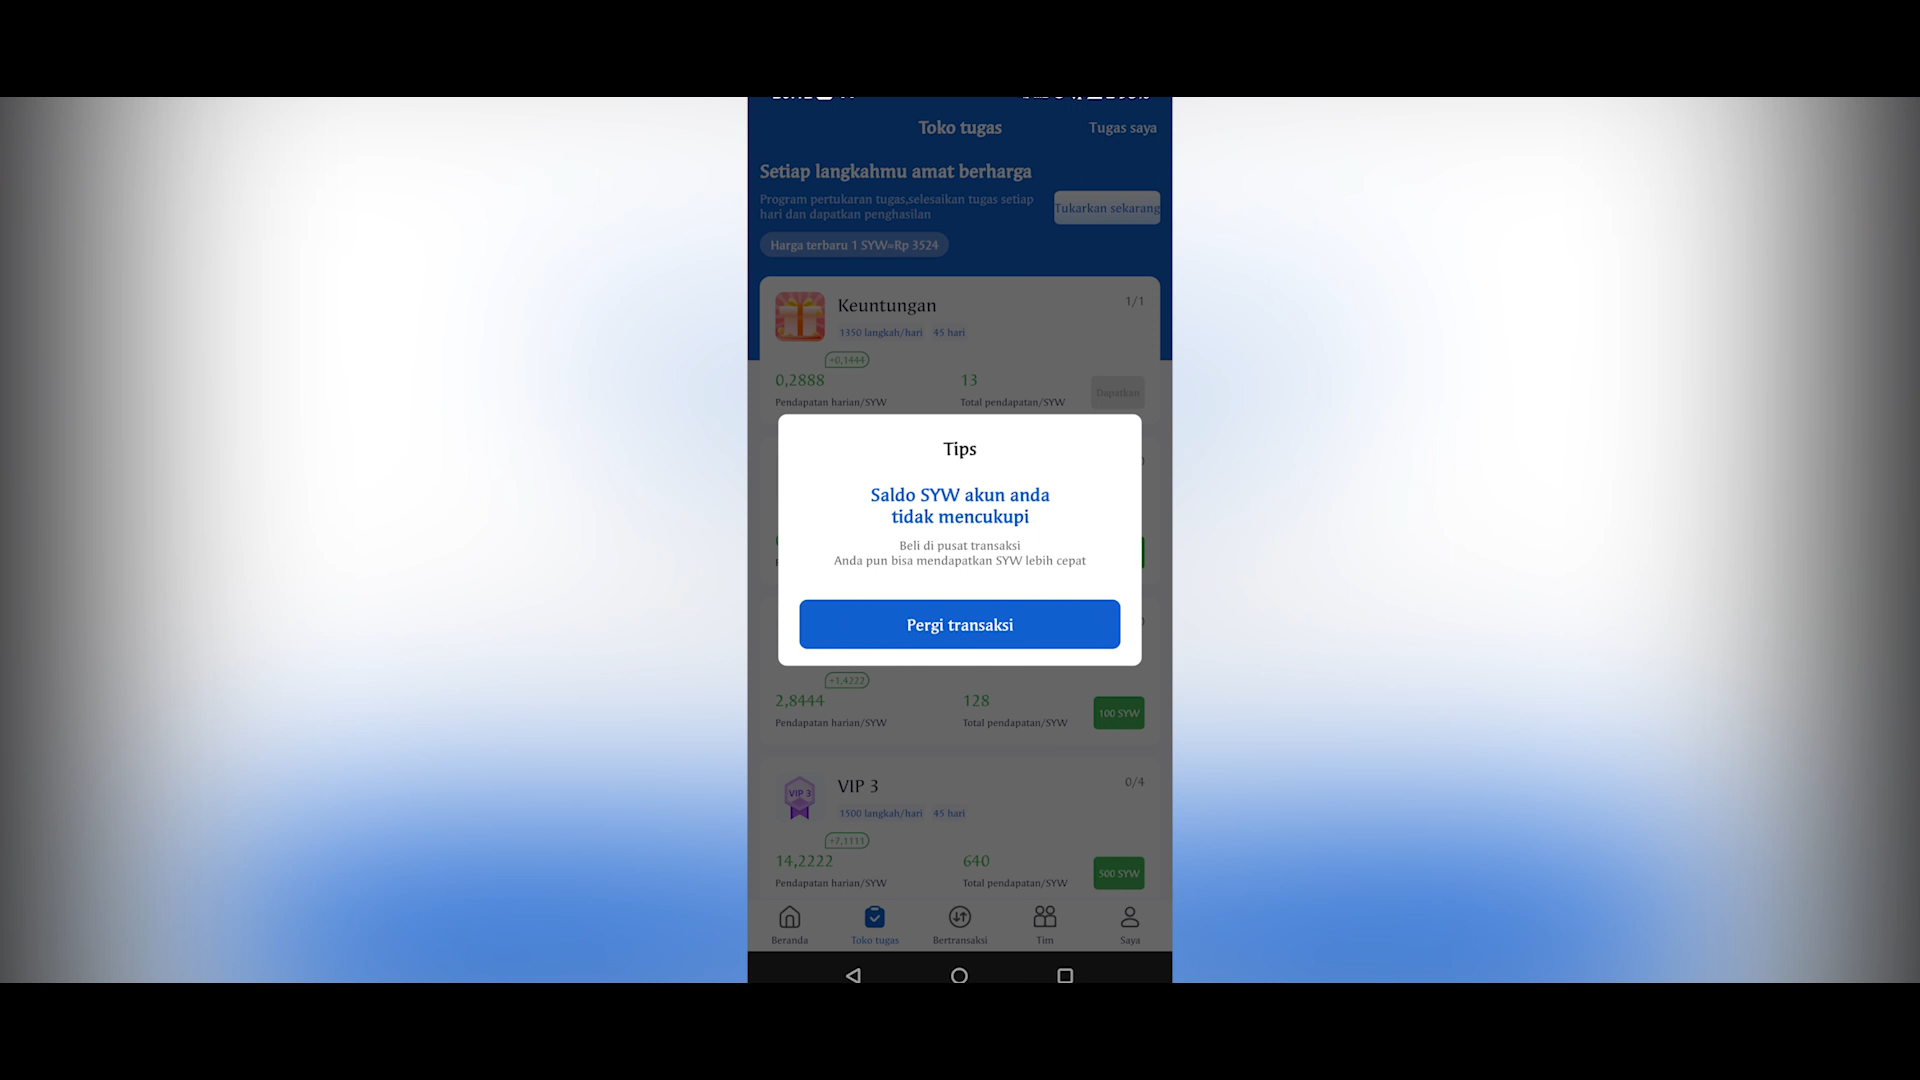 Toko tugas
Tugas saya
Setiap langkahmu amat berharga
Program pertukaran tugas,selesaikan tugas setiap
hari dan dapatkan penghasilan
Tukarkan sekarang
Harga terbaru 1 SYW=Rp 3524
Keuntungan
1/1
1350 langkah/hari 45 hari
+0,1444
0,2888
13
Dapatkan
Pendapatan harian/SYW
Total pendapatan/SYW
Tips
Saldo SYW akun anda
tidak mencukupi
Beli di pusat transaksi
Anda pun bisa mendapatkan SYW lebih cepat
Pergi transaksi
+1,4222
2,8444
128
100 SYW
Pendapatan harian/SYW
Total pendapatan/SYW
VIP 3
VIP 3
0/4
1500 langkah/hari 45 hari
+7,1111
14,2222
640
500 SYW
Pendapatan harian/SYW
Total pendapatan/SYW
Beranda
Toko tugas
Bertransaksi
Tim
Saya